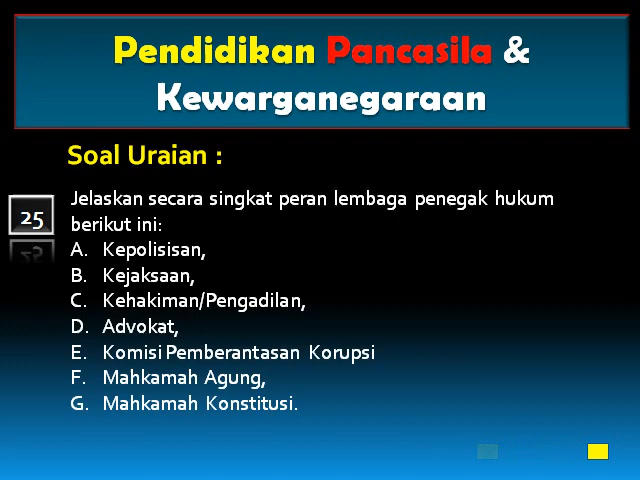 Pendidikan Pancasila &
Kewarganegaraan
Soal Uraian :
25
Jelaskan secara singkat peran lembaga penegak hukum
berikut ini:
A. Kepolisisan,
B. Kejaksaan,
C. Kehakiman/Pengadilan,
D. Advokat,
E. Komisi Pemberantasan Korupsi
F. Mahkamah Agung,
G. Mahkamah Konstitusi.